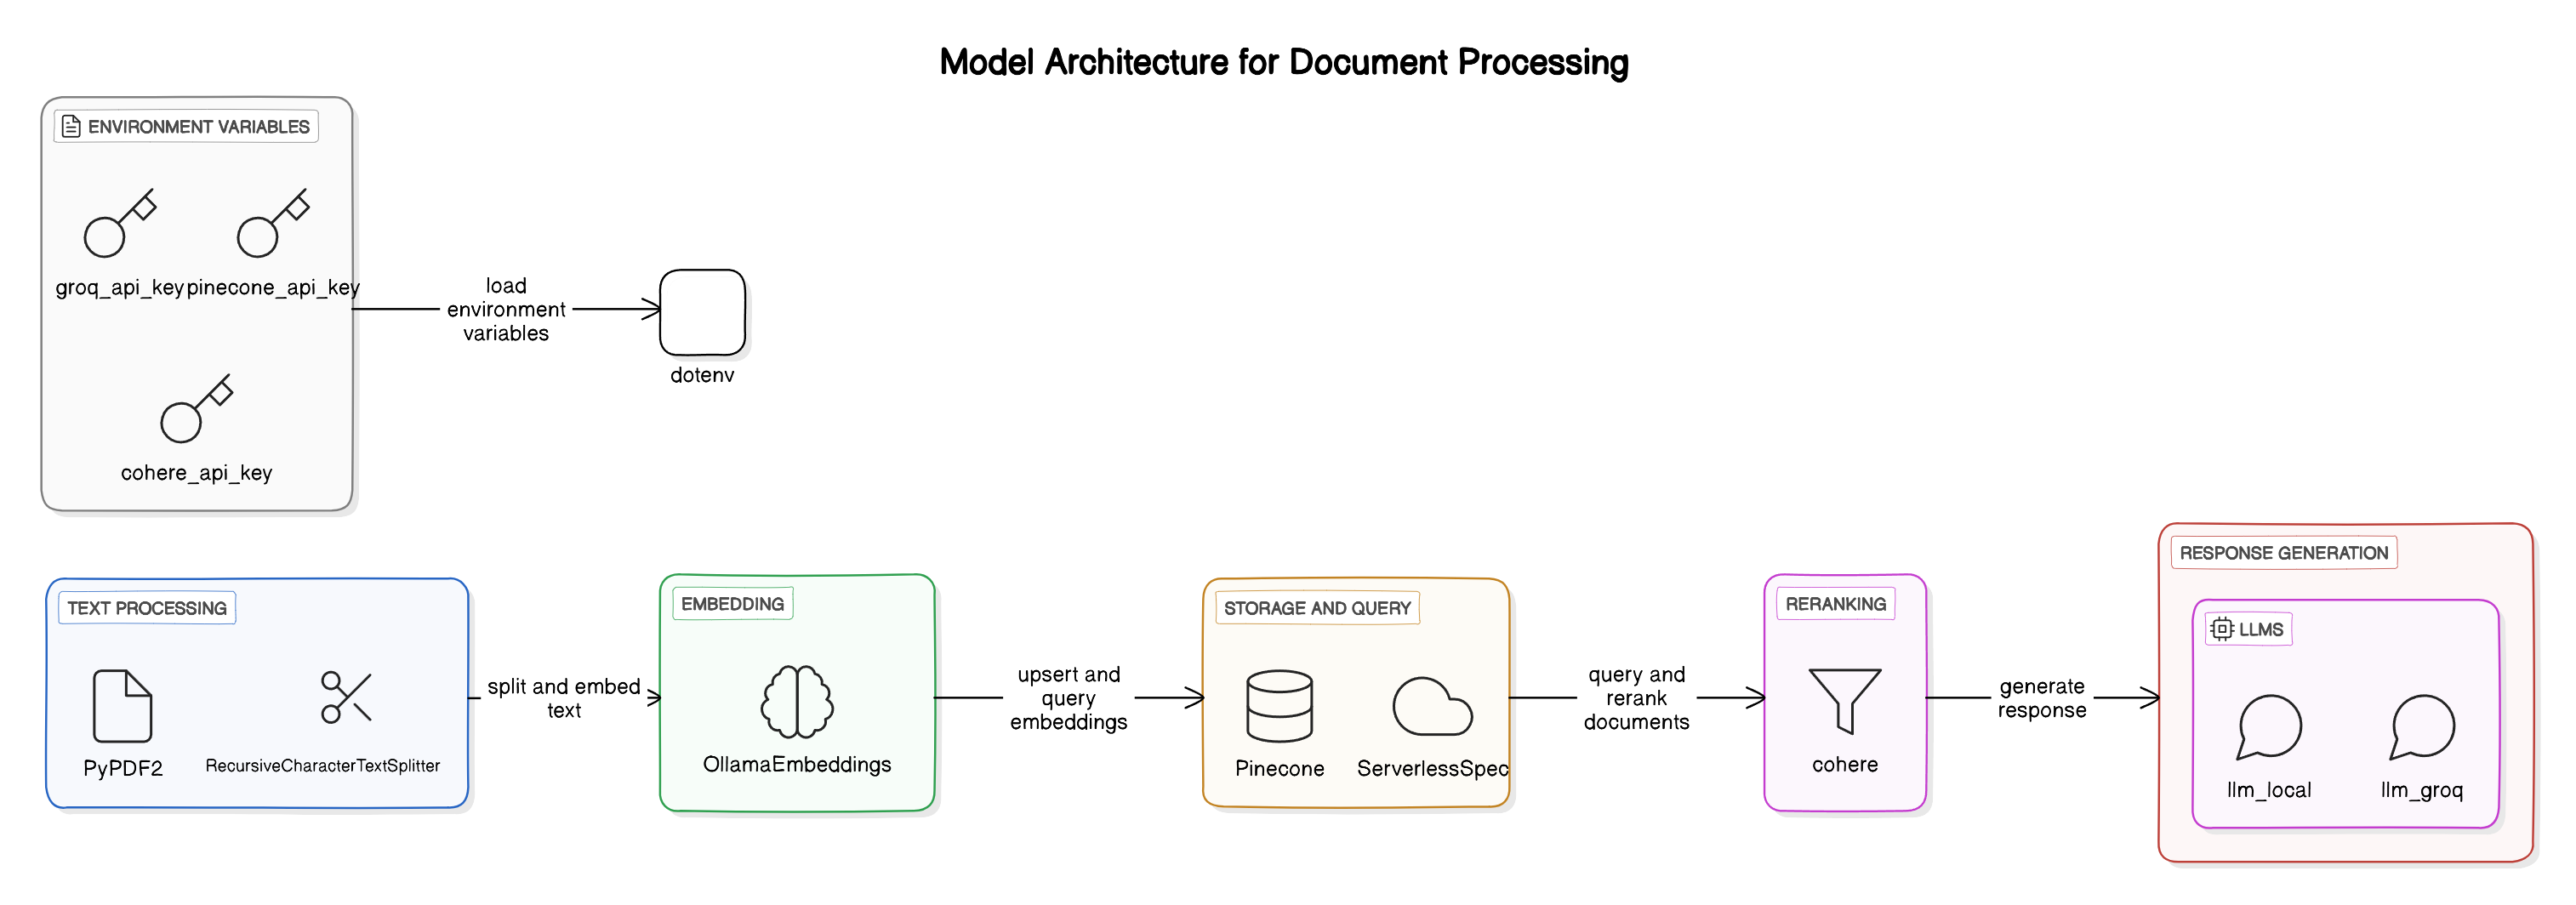 Model Architecture for Document Processing
ENVIRONMENT VARIABLES
groq_api_key
pinecone_api_key
cohere_api_key
load
environment
variables
dotenv
TEXT PROCESSING
PyPDF2
RecursiveCharacterTextSplitter
split and embed
text
EMBEDDING
OllamaEmbeddings
upsert and
query
embeddings
STORAGE AND QUERY
Pinecone
ServerlessSpec
query and
rerank
documents
RERANKING
cohere
generate
response
RESPONSE GENERATION
LLMS
llm_local
llm_groq